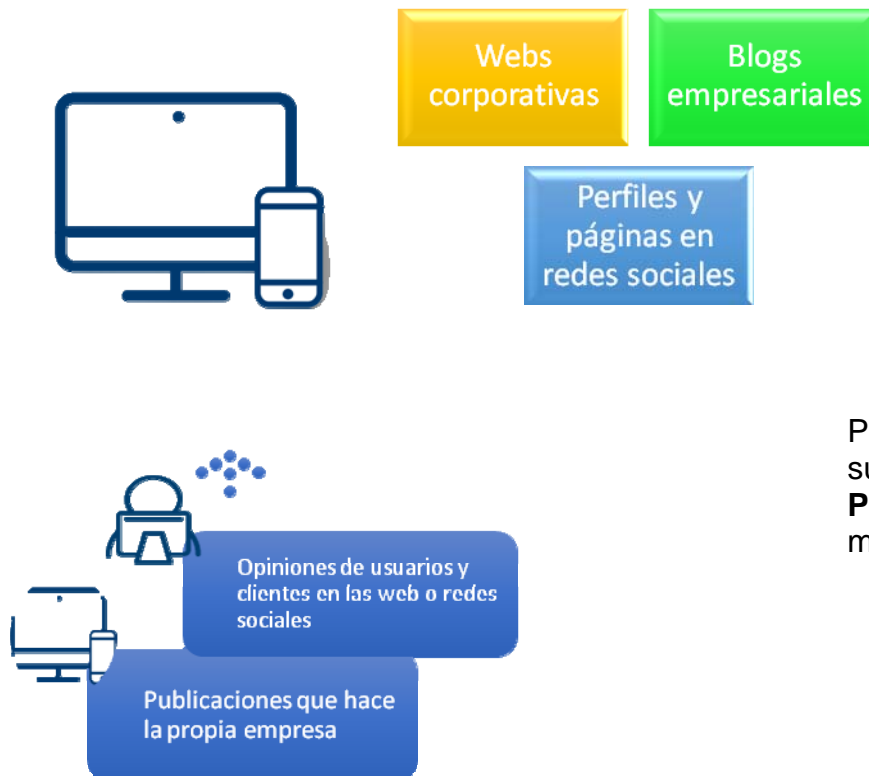 Webs
corporativas
Blogs
empresariales
Perfiles y
páginas en
redes sociales
Opiniones de usuarios y
clientes en las web o redes
sociales
Publicaciones que hace
la propia empresa